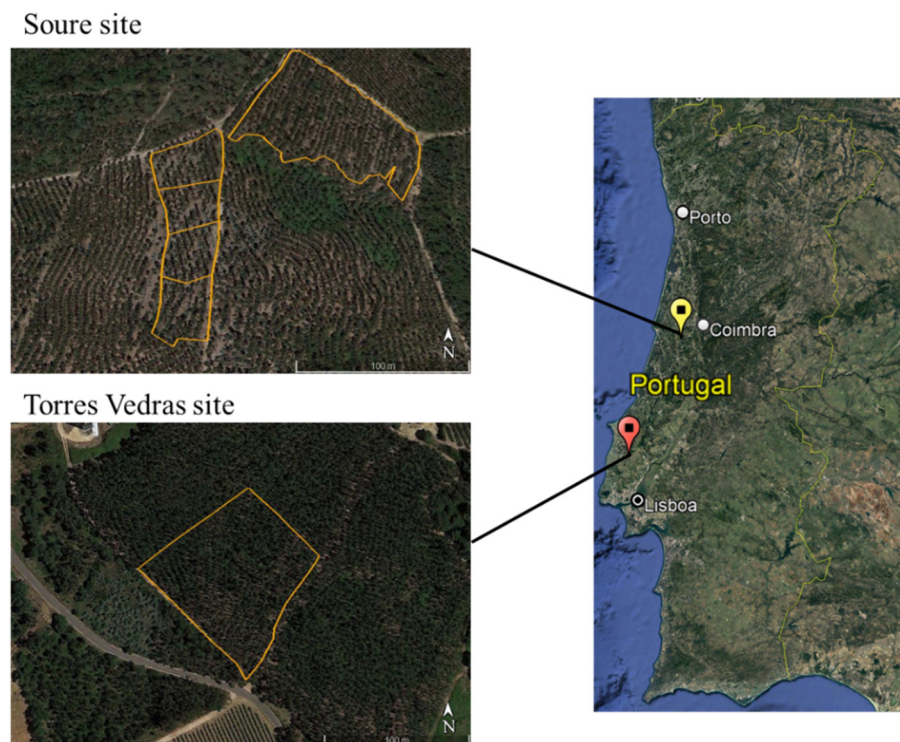 Soure site
N
100 m
Torres Vedras site
N
100 m
Porto
Coimbra
Portugal
Lisboa